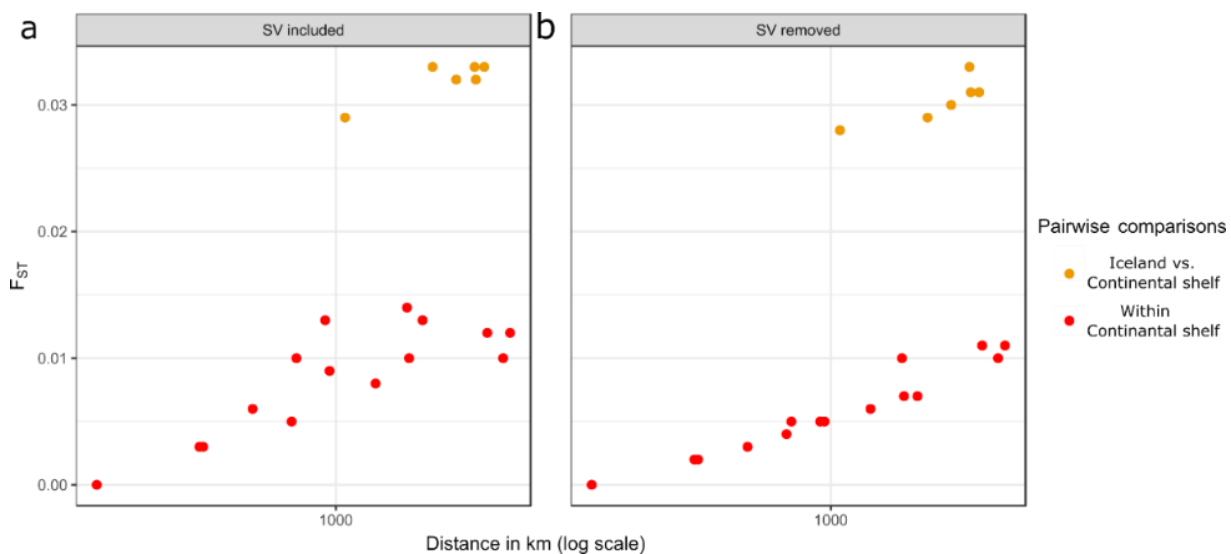 a
SV included
b
SV removed
0.03
0.02
0.01
0.00
F_ST
1000
1000
Distance in km (log scale)
Pairwise comparisons
Iceland vs.
Continental shelf
Within
Continantal shelf